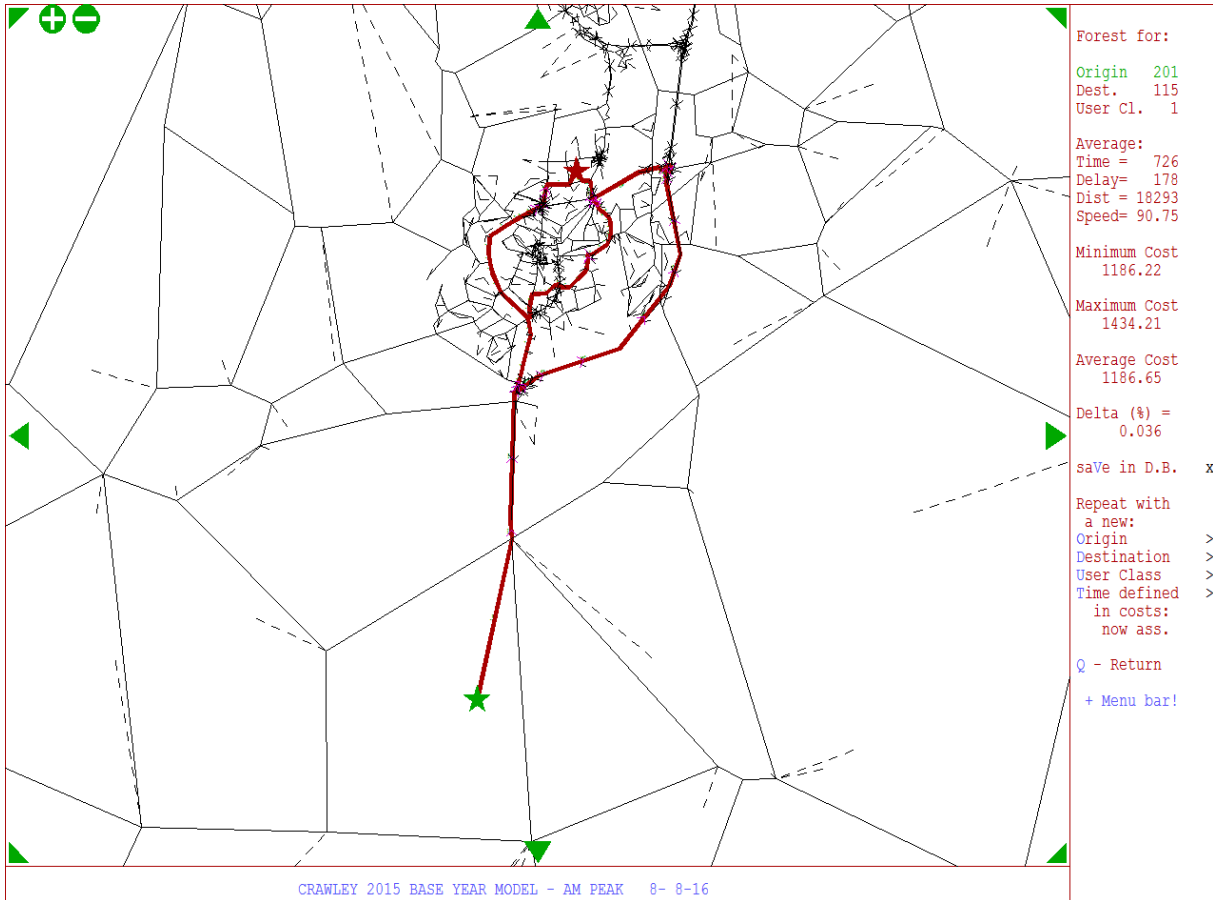 Forest for:
Origin 201
Dest. 115
User Cl. 1
Average:
Time = 726
Delay= 178
Dist = 18293
Speed= 90.75
Minimum Cost
1186.22
Maximum Cost
1434.21
Average Cost
1186.65
Delta (%) =
0.036
saVe in D.B. x
Repeat with
a new:
Origin >
Destination >
User Class >
Time defined >
in costs:
now ass.
Q - Return
+ Menu bar!
CRAWLEY 2015 BASE YEAR MODEL - AM PEAK 8- 8-16